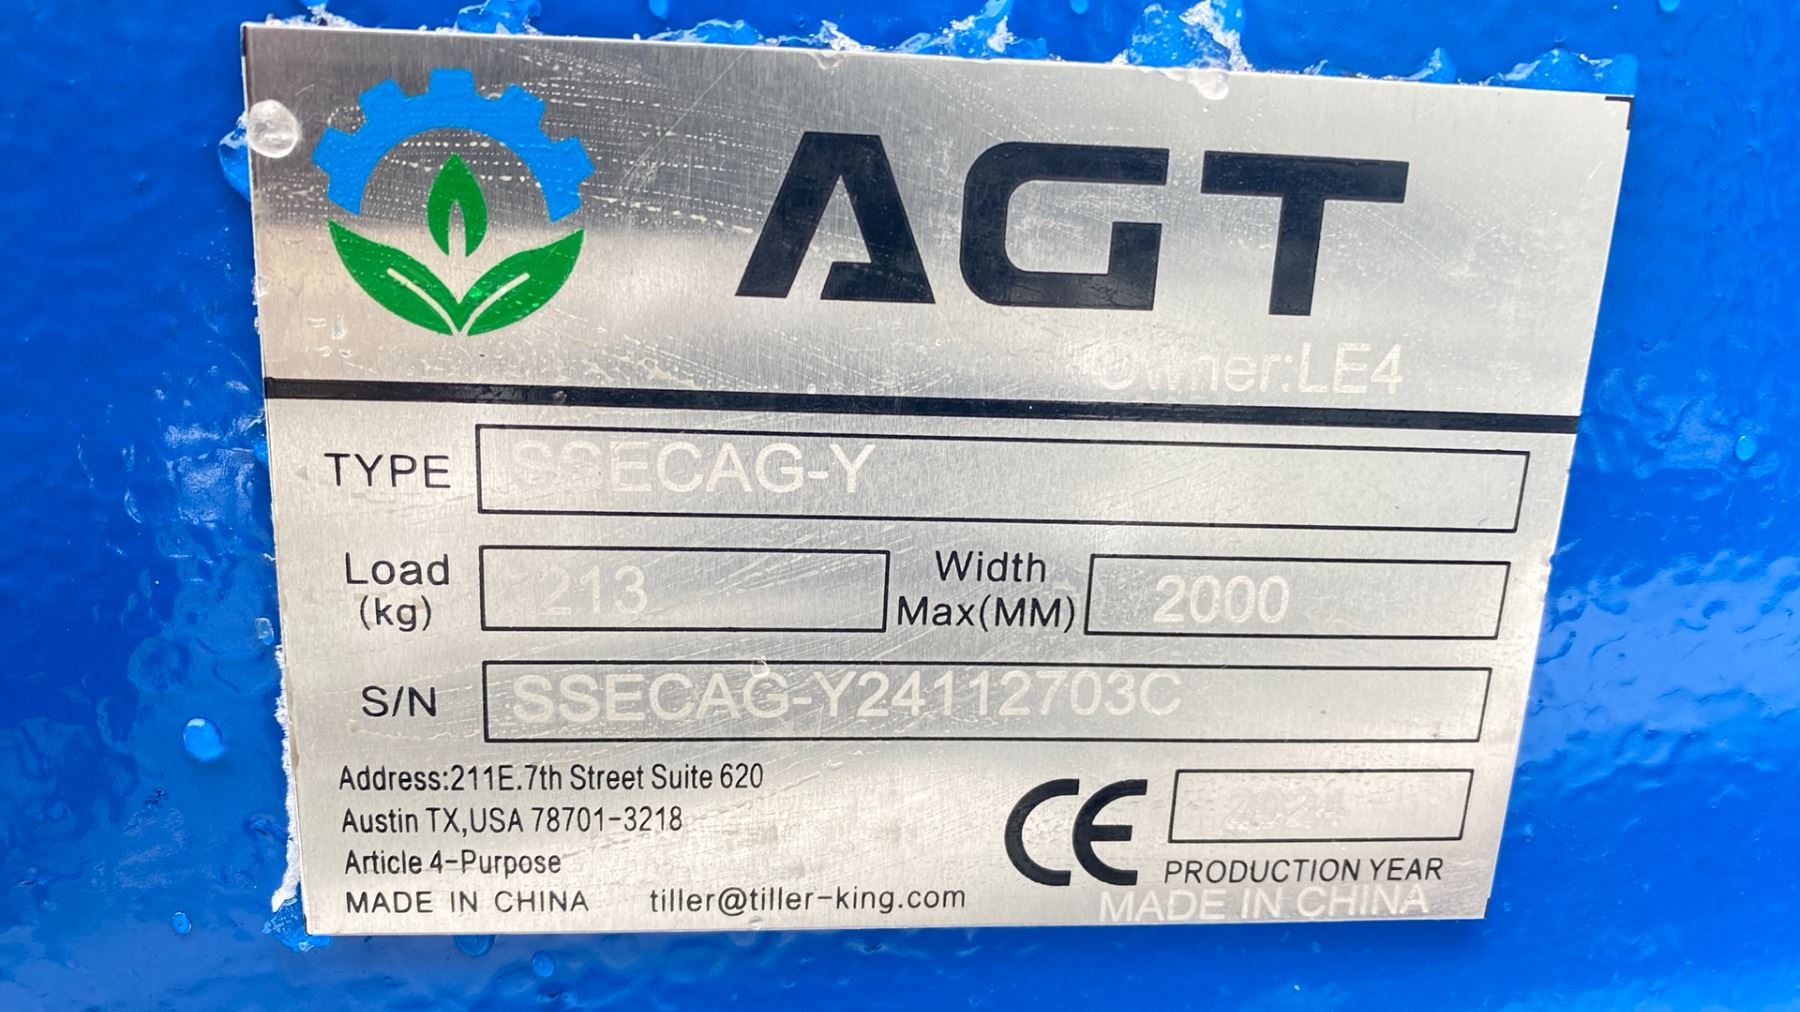 AGT
Owner:LE4
TYPE SSECAG-Y
Load (kg) 213 Width Max(MM) 2000
S/N SSECAG-Y24112703C
Address:211E.7th Street Suite 620
Austin TX,USA 78701-3218
Article 4-Purpose
MADE IN CHINA tiller@tiller-king.com
CE
PRODUCTION YEAR
MADE IN CHINA